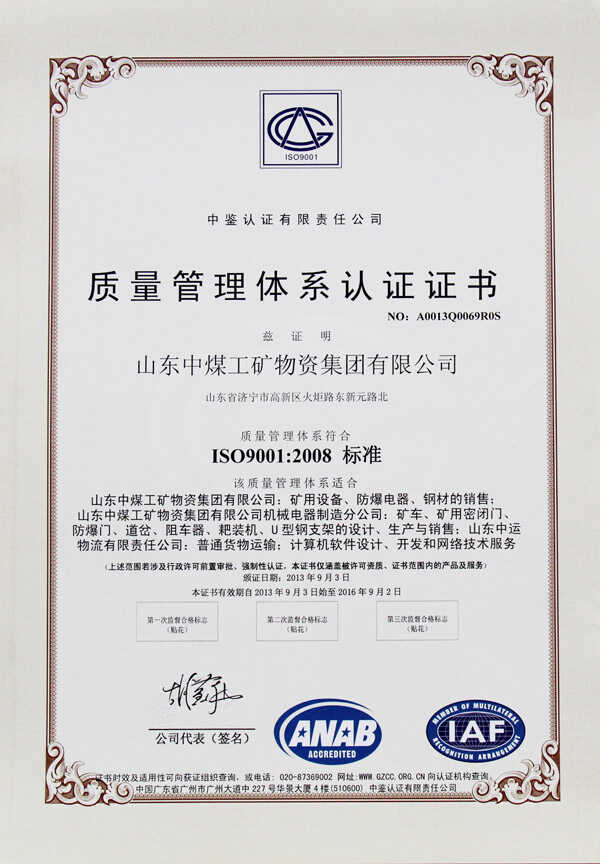 ISO9001
中鉴认证有限责任公司
质量管理体系认证证书
NO：A0013Q0069R0S
兹 证 明
山东中煤工矿物资集团有限公司
山东省济宁市高新区火炬路东新元路北
质量管理体系符合
ISO9001:2008 标准
该质量管理体系适合
山东中煤工矿物资集团有限公司：矿用设备、防爆电器、钢材的销售；
山东中煤工矿物资集团有限公司机械电器制造分公司：矿车、矿用密闭门、
防爆门、道岔、阻车器、耙装机、U型钢支架的设计、生产与销售；山东中运
物流有限责任公司：普通货物运输；计算机软件设计、开发和网络技术服务
（上述范围若涉及行政许可前置审批、强制性认证，本证书仅涵盖被许可资质、证书范围内的产品及服务）
颁证日期：2013年9月3日
本证书有效期自2013年9月3日始至2016年9月2日
第一次监督合格标志
（贴花）
第二次监督合格标志
（贴花）
第三次监督合格标志
（贴花）
公司代表（签名）
ANAB
ACCREDITED
MEMBER OF MULTILATERAL
IAF
RECOGNITION ARRANGEMENT
证书时效及适用性可向获证组织查询，或电话：020-87369002 网址:WWW.GZCC.ORG.CN 向认证机构查询。
中国广东省广州市广州大道中227号华景大厦4楼(510600) 中鉴认证有限责任公司